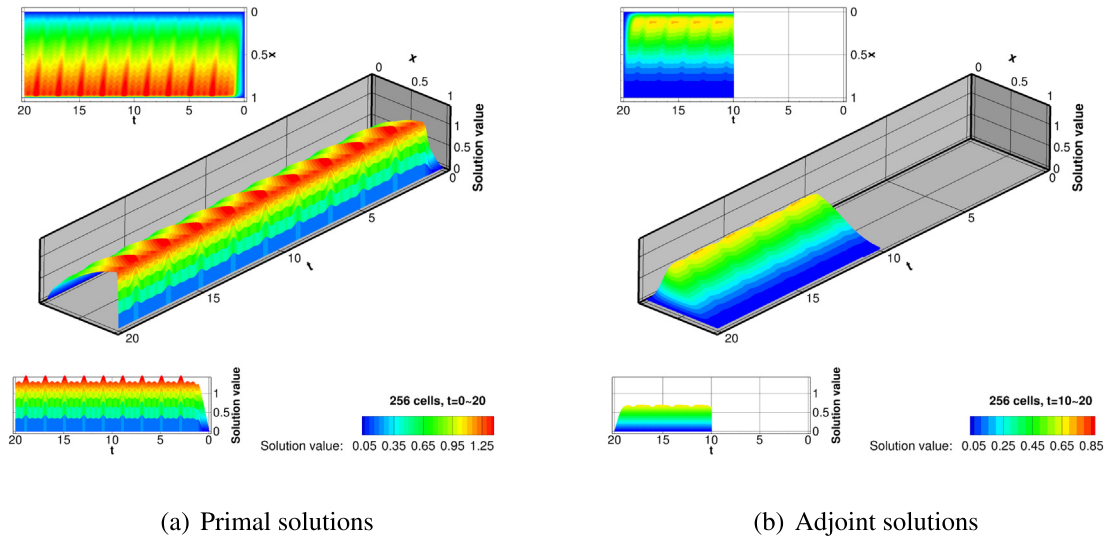 0
0.5
x
1
20
15
10
5
0
t
x
0
0.5
1
1
0.5
0
Solution value
5
10
t
15
20
1
0.5
0
Solution value
20
15
10
5
0
t
256 cells, t=0~20
Solution value: 0.05 0.35 0.65 0.95 1.25
(a) Primal solutions
0
0.5
x
1
20
15
10
5
0
t
x
0
0.5
1
1
0.5
0
Solution value
5
10
t
15
20
1
0.5
0
Solution value
20
15
10
5
0
t
256 cells, t=10~20
Solution value: 0.05 0.25 0.45 0.65 0.85
(b) Adjoint solutions